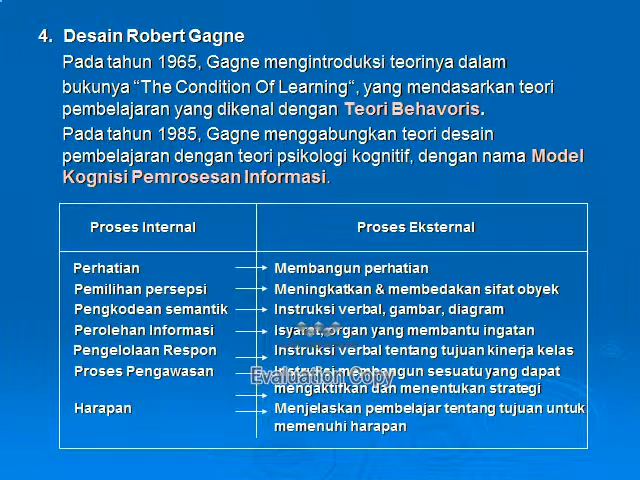 4. Desain Robert Gagne
Pada tahun 1965, Gagne mengintroduksi teorinya dalam
bukunya “The Condition Of Learning“, yang mendasarkan teori
pembelajaran yang dikenal dengan Teori Behavoris.
Pada tahun 1985, Gagne menggabungkan teori desain
pembelajaran dengan teori psikologi kognitif, dengan nama Model
Kognisi Pemrosesan Informasi.
Proses Internal Proses Eksternal
Perhatian Membangun perhatian
Pemilihan persepsi Meningkatkan & membedakan sifat obyek
Pengkodean semantik Instruksi verbal, gambar, diagram
Perolehan Informasi Isyarat, organ yang membantu ingatan
Pengelolaan Respon Instruksi verbal tentang tujuan kinerja kelas
Proses Pengawasan Instruksi membangun sesuatu yang dapat
mengaktifkan dan menentukan strategi
Harapan Menjelaskan pembelajar tentang tujuan untuk
memenuhi harapan
Evaluation Copy